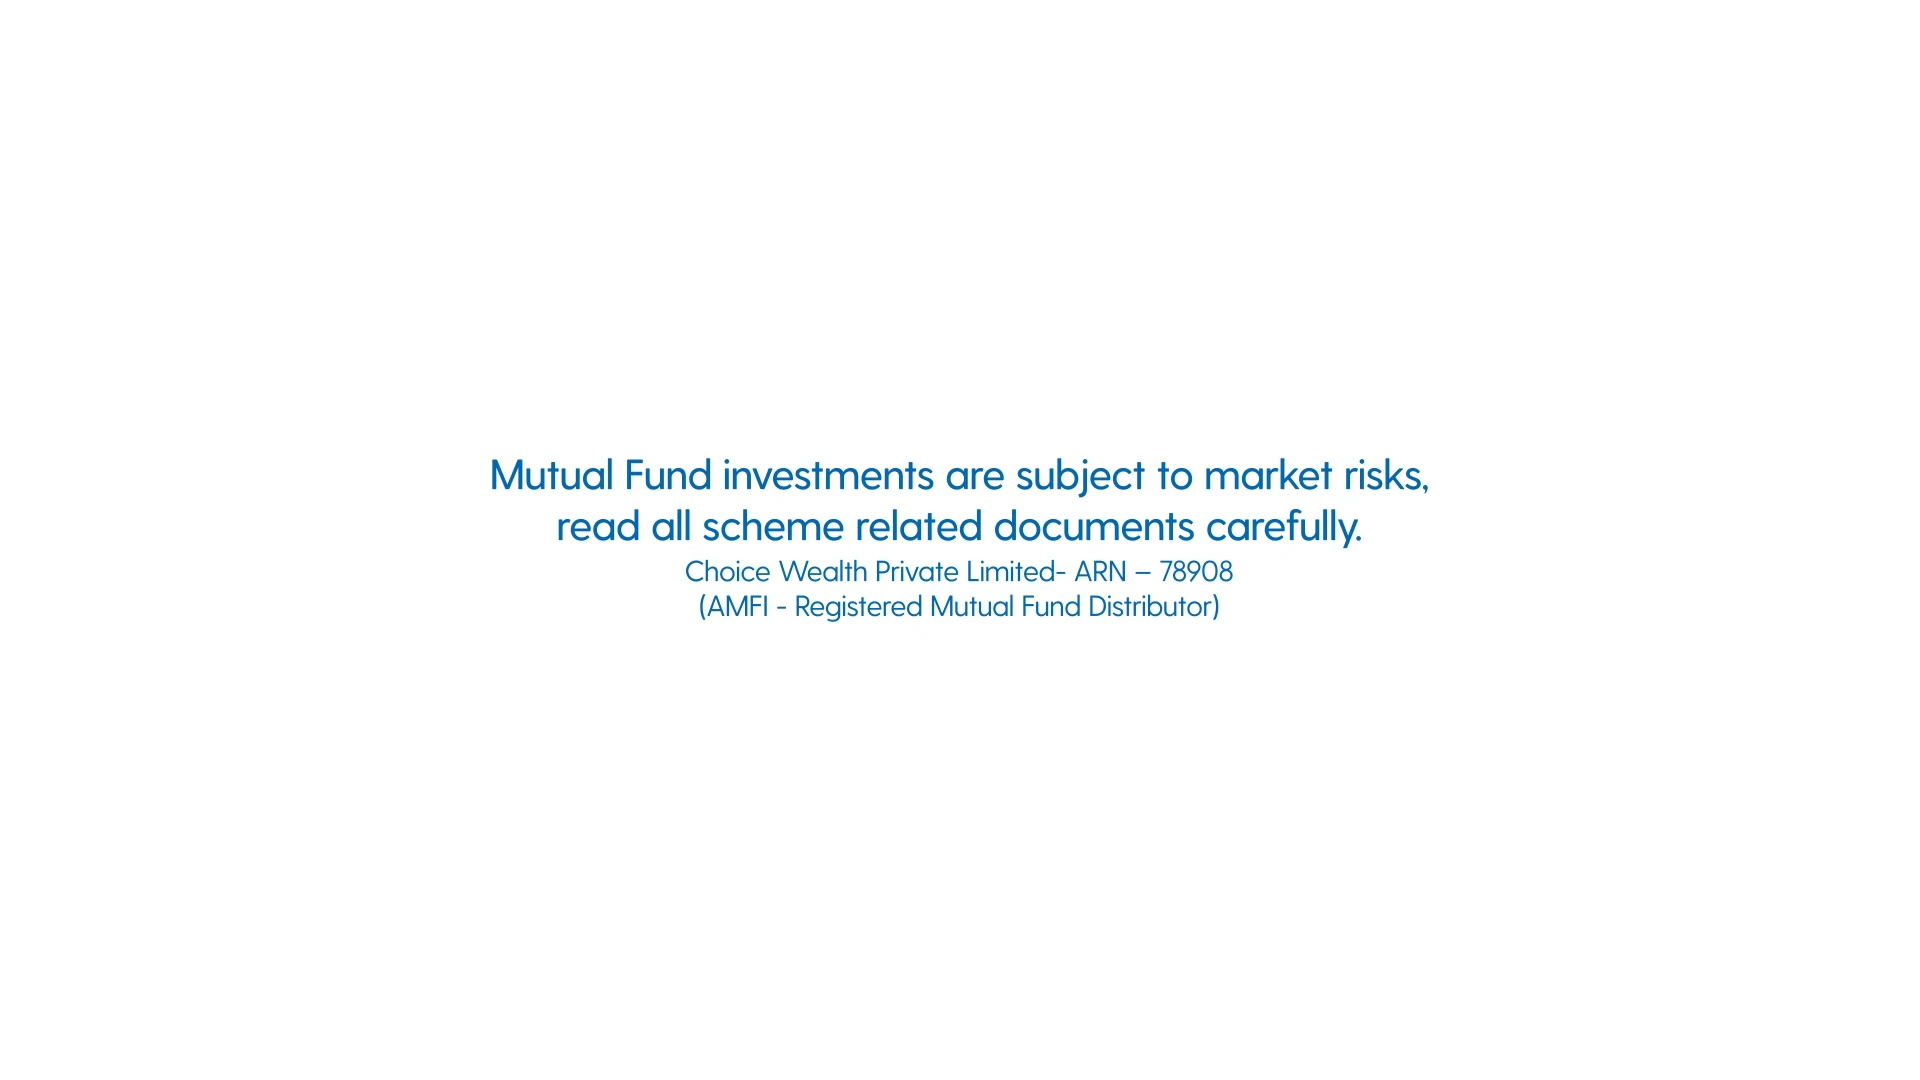 Mutual Fund investments are subject to market risks,
read all scheme related documents carefully.
Choice Wealth Private Limited- ARN – 78908
(AMFI - Registered Mutual Fund Distributor)